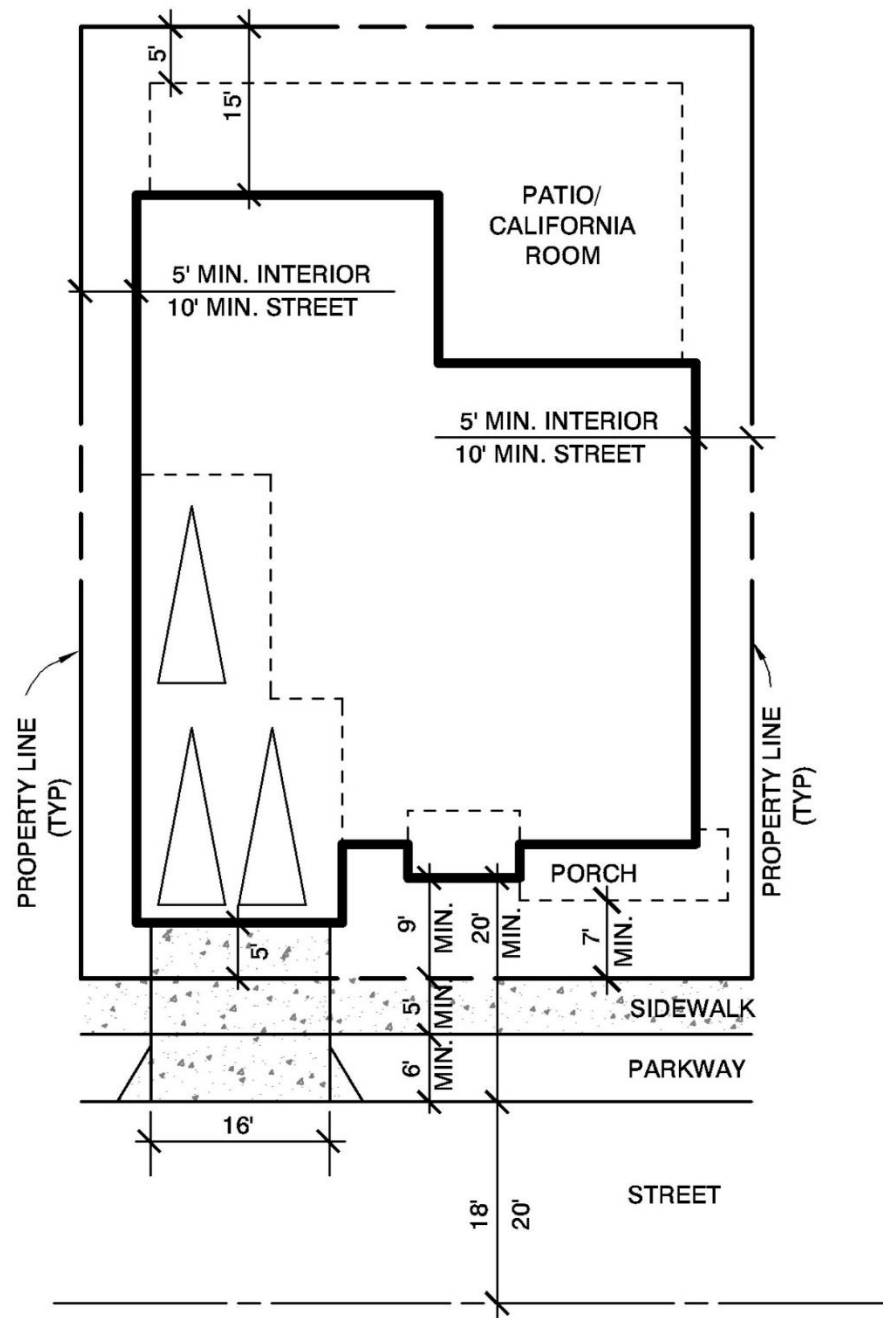 5'
15'
PATIO/
CALIFORNIA
ROOM
5' MIN. INTERIOR
10' MIN. STREET
5' MIN. INTERIOR
10' MIN. STREET
PROPERTY LINE
(TYP)
PROPERTY LINE
(TYP)
PORCH
9'
MIN.
20'
MIN.
7'
MIN.
5'
5'
MIN.
SIDEWALK
6'
MIN.
PARKWAY
16'
STREET
18'
20'